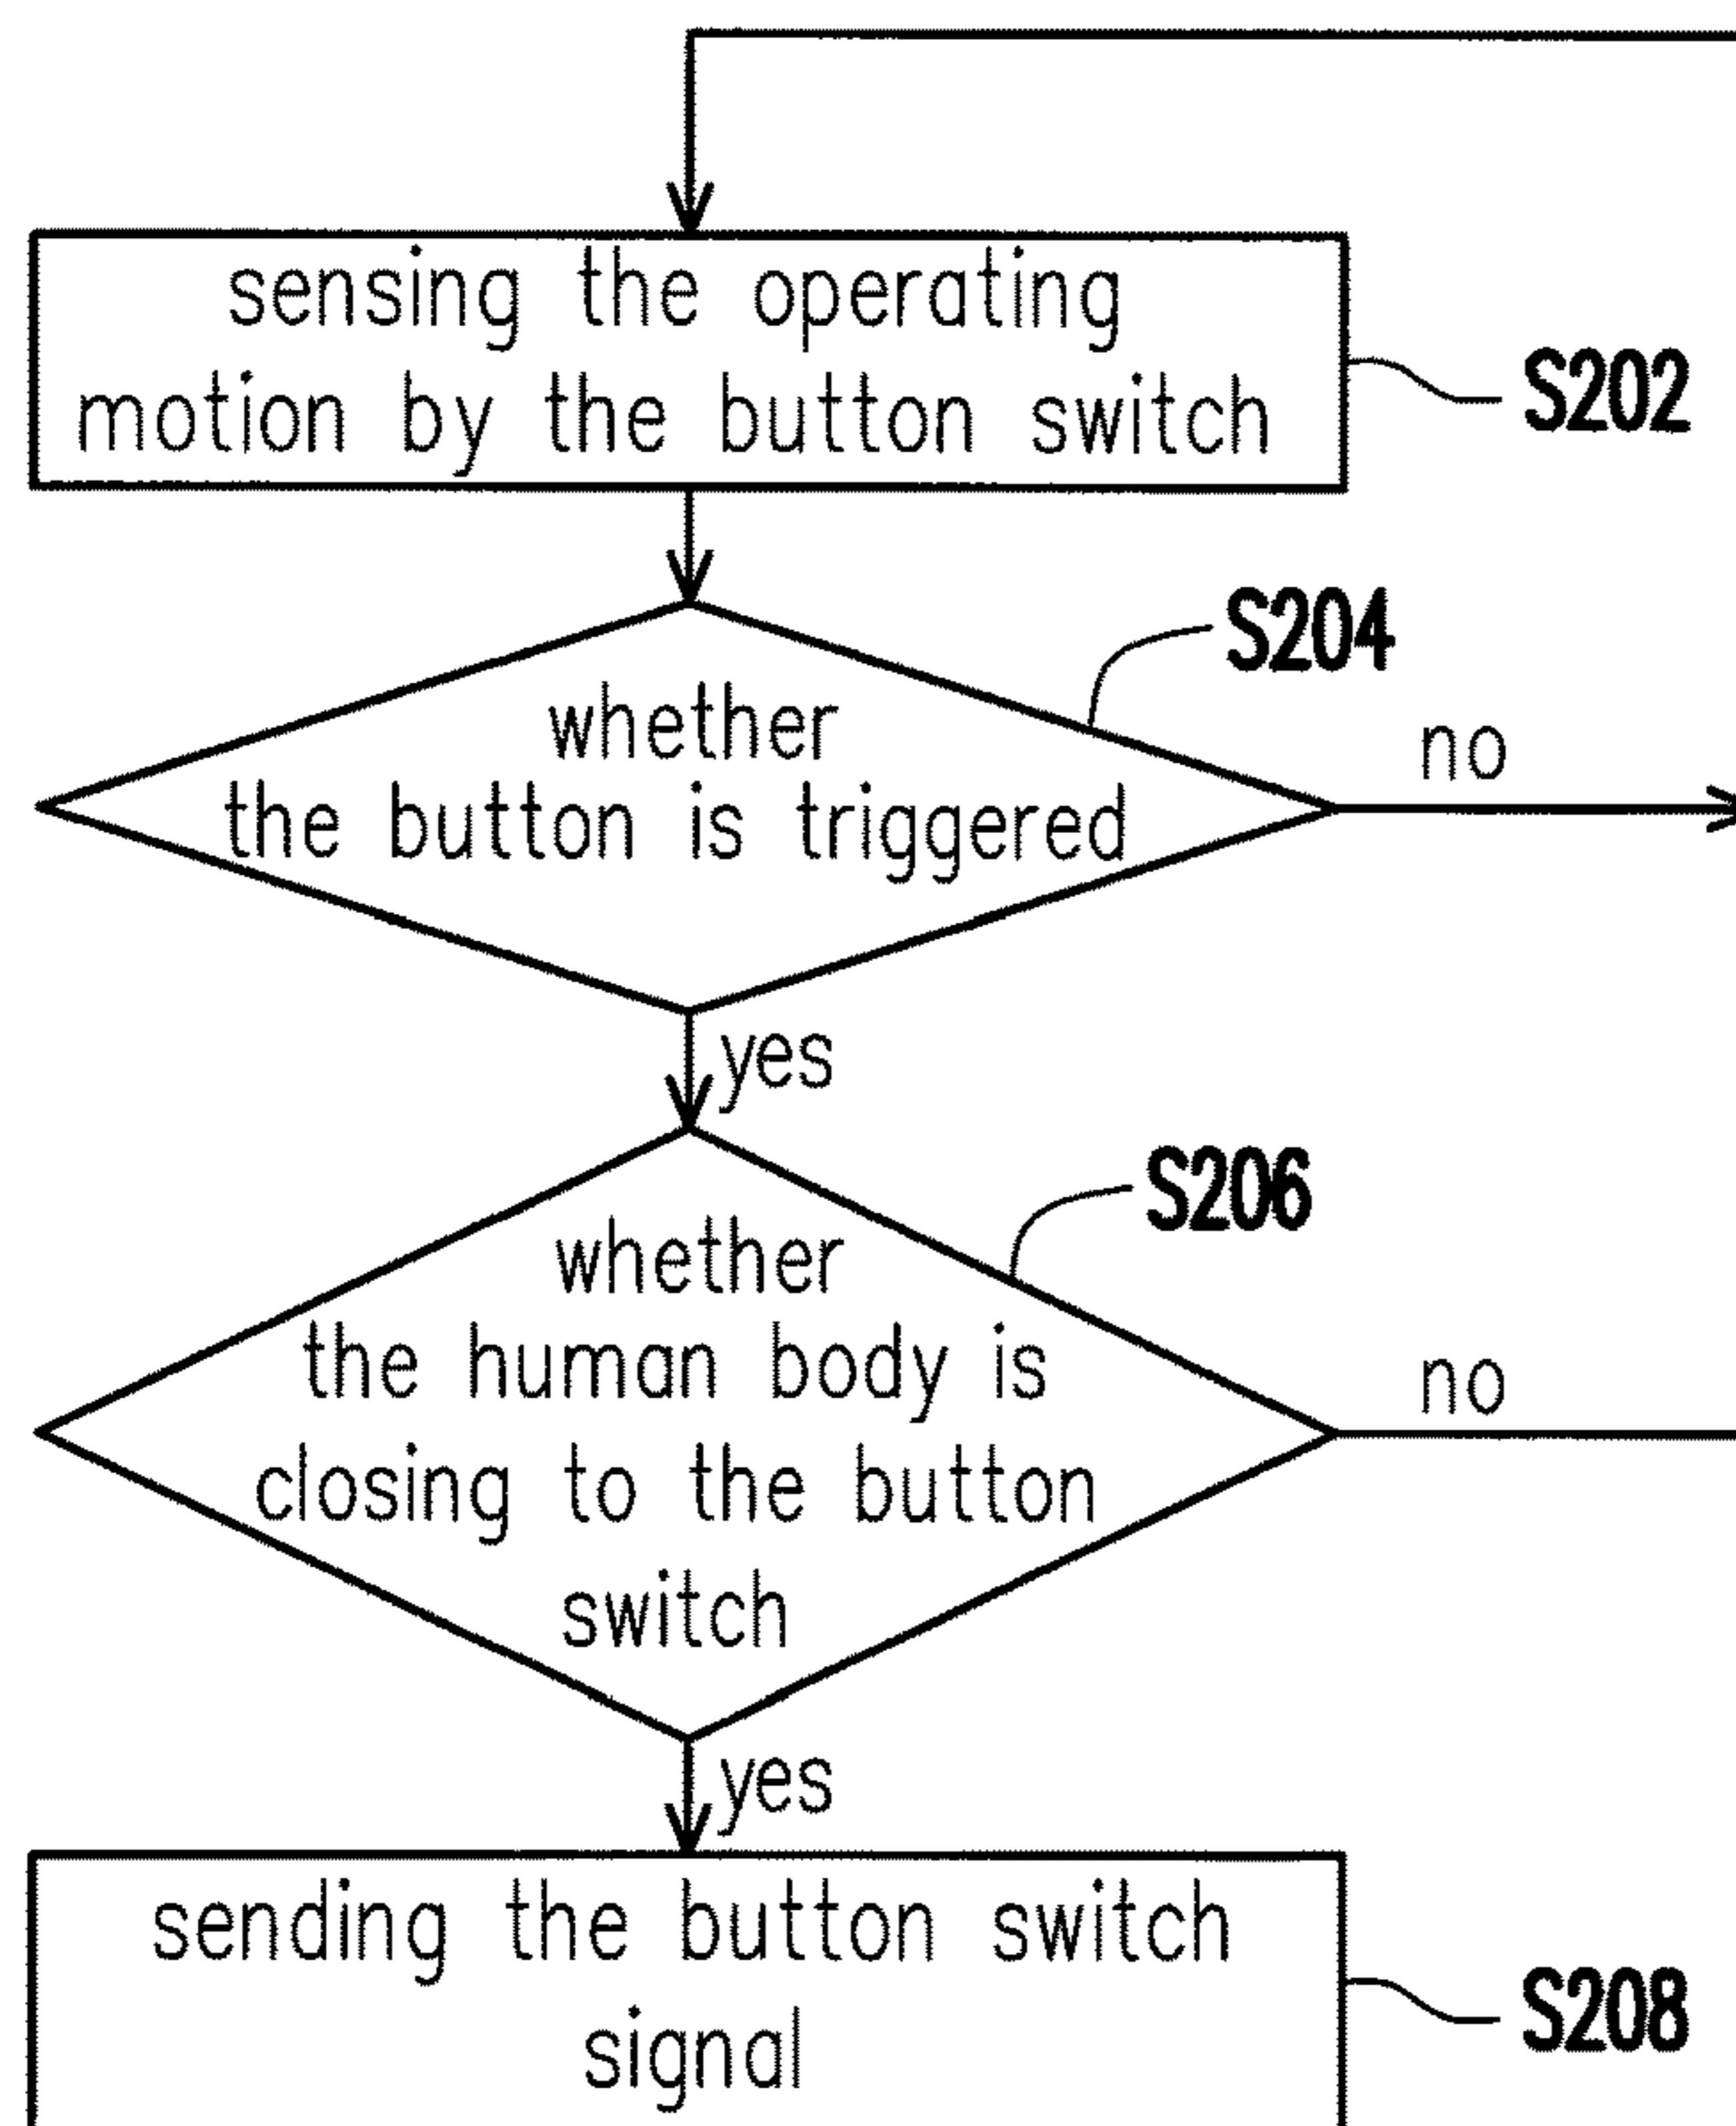 sensing the operating
motion by the button switch
S202
S204
whether
the button is triggered
no
yes
S206
whether
the human body is
closing to the button
switch
no
yes
sending the button switch
signal
S208